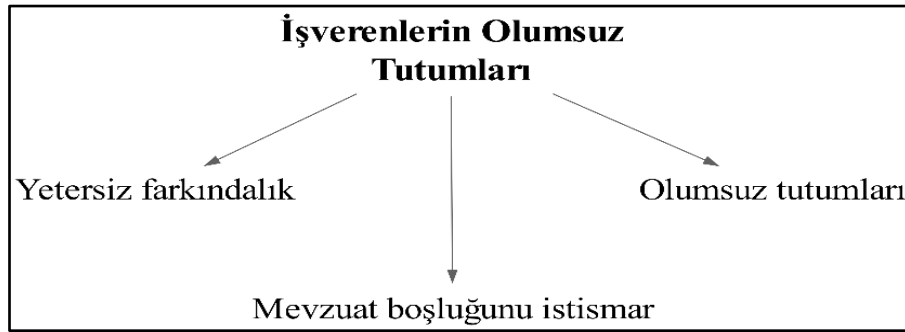 İşverenlerin Olumsuz
Tutumları
Yetersiz farkındalık
Olumsuz tutumları
Mevzuat boşluğunu istismar